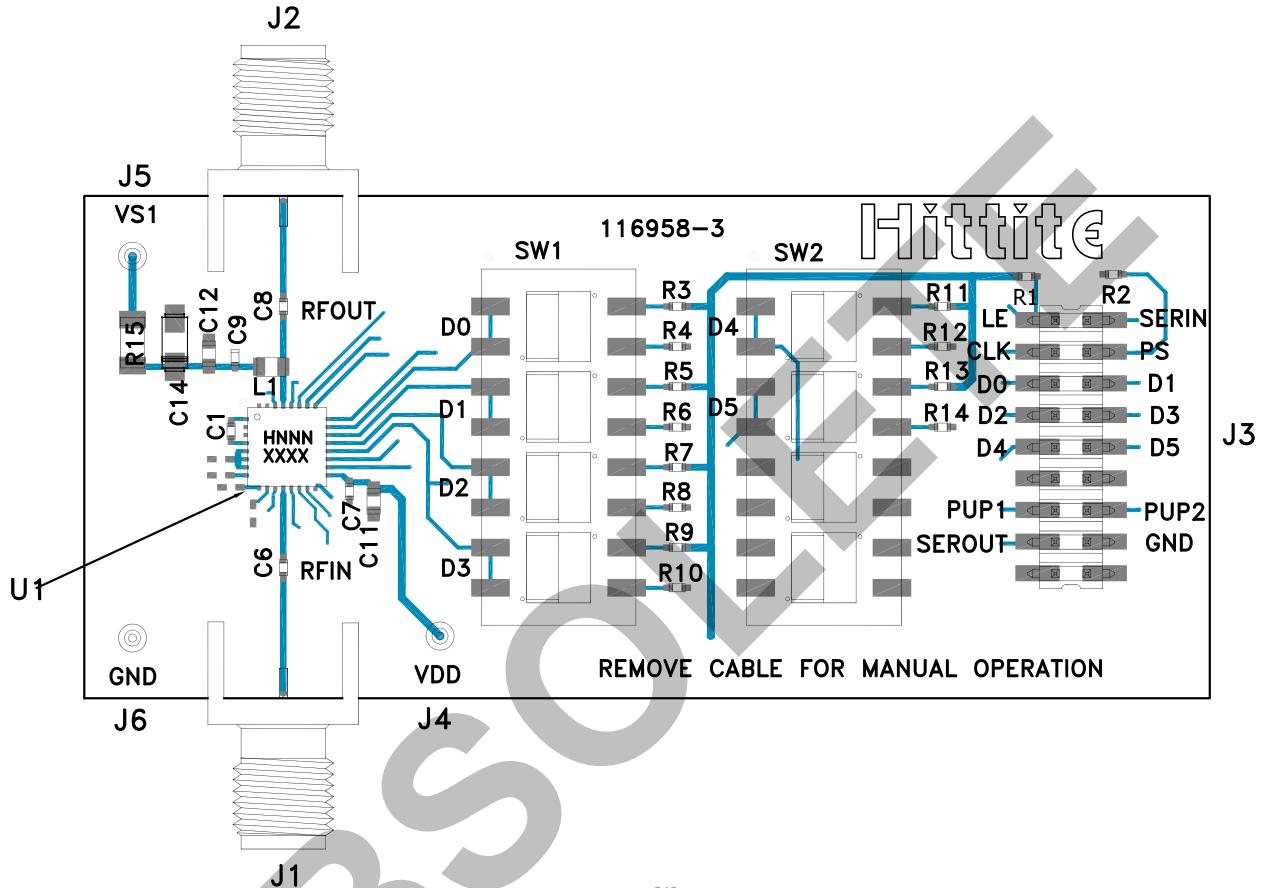 J2
J5
VS1
116958-3
Hittite
SW1
SW2
C12
C9
C8
RFOUT
R15
C14
L1
C1
HNNN
XXXX
U1
C7
C11
C6
RFIN
D0
D1
D2
D3
R3
R4
R5
R6
R7
R8
R9
R10
D4
D5
R11
R12
R13
R14
R1
R2
LE
SERIN
CLK
PS
D0
D1
D2
D3
D4
D5
PUP1
PUP2
SEROUT
GND
J3
GND
VDD
REMOVE CABLE FOR MANUAL OPERATION
J6
J4
J1
OBSOLETE